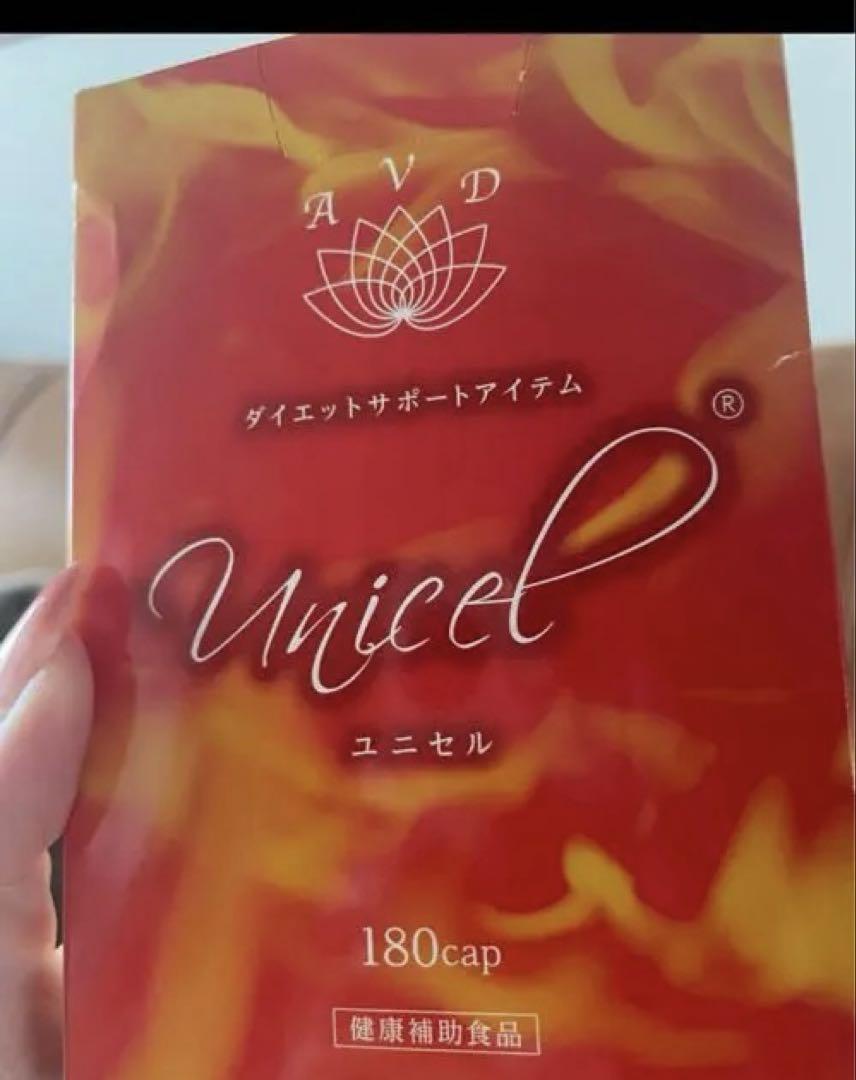 AVD
ダイエットサポートアイテム
Unicel®
ユニセル
180cap
健康補助食品